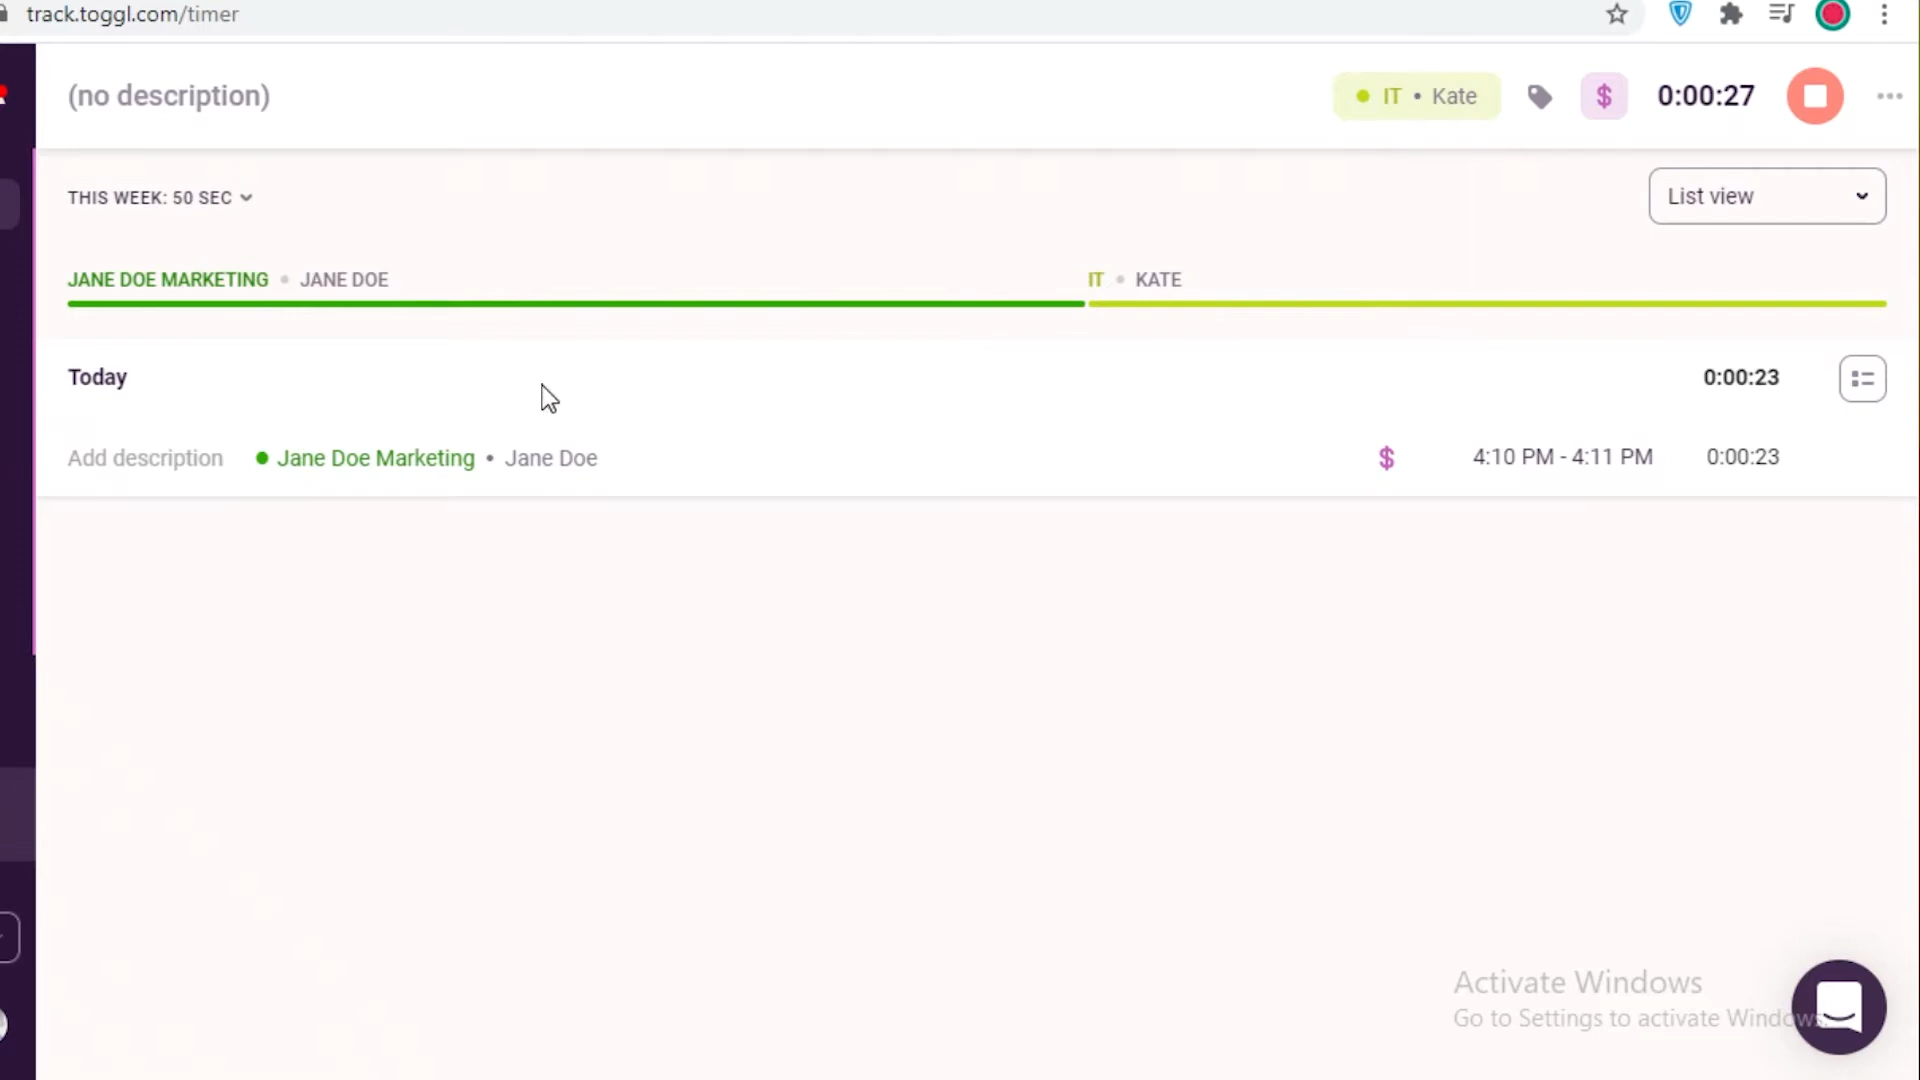 track.toggl.com/timer
(no description)
IT • Kate
$
0:00:27
THIS WEEK: 50 SEC
List view
JANE DOE MARKETING • JANE DOE
IT • KATE
Today
0:00:23
Add description
Jane Doe Marketing • Jane Doe
$
4:10 PM - 4:11 PM
0:00:23
Activate Windows
Go to Settings to activate Windows.